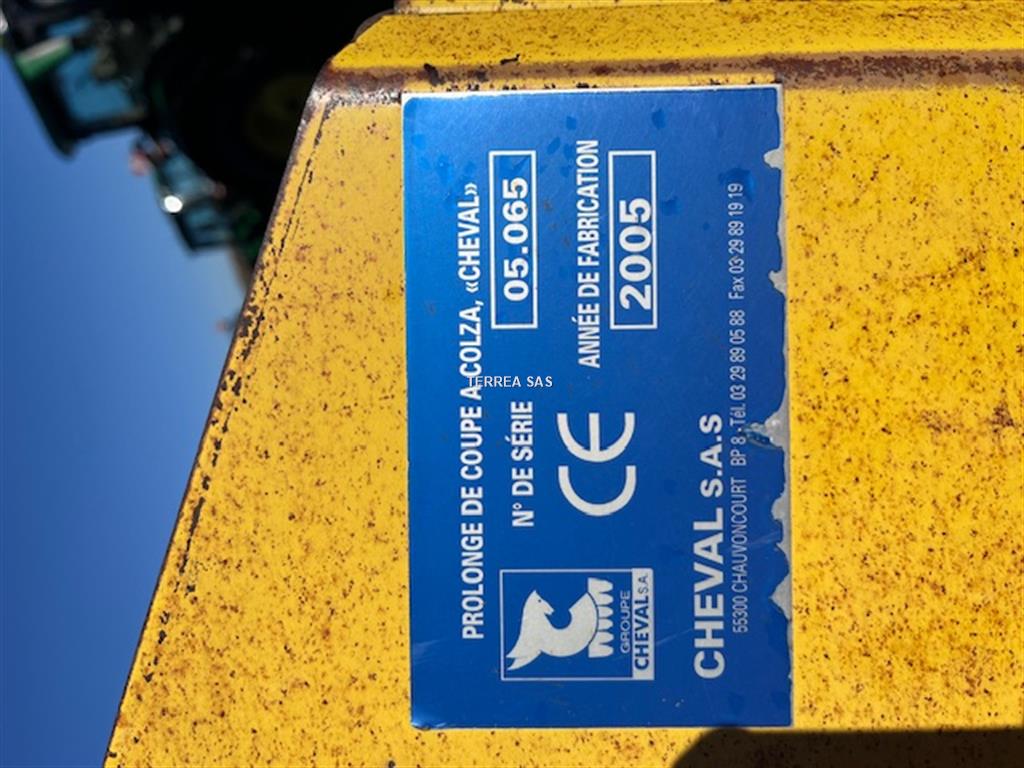 PROLONGE DE COUPE A COLZA, «CHEVAL»
N° DE SÉRIE 05.065
CE
ANNÉE DE FABRICATION
2005
GROUPE
CHEVAL S.A.
CHEVAL S.A.S
55300 CHAUVONCOURT BP 8 - Tél. 03 29 89 05 88 Fax 03 29 89 19 19
TERREA SAS